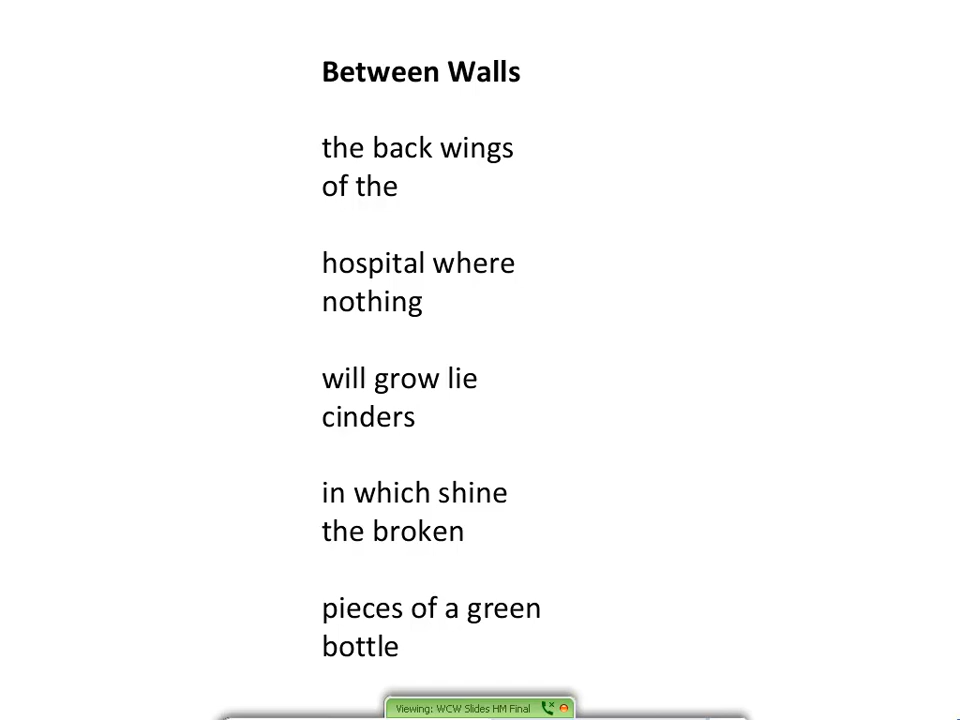 Between Walls
the back wings
of the
hospital where
nothing
will grow lie
cinders
in which shine
the broken
pieces of a green
bottle
Viewing: WCW Slides HM Final